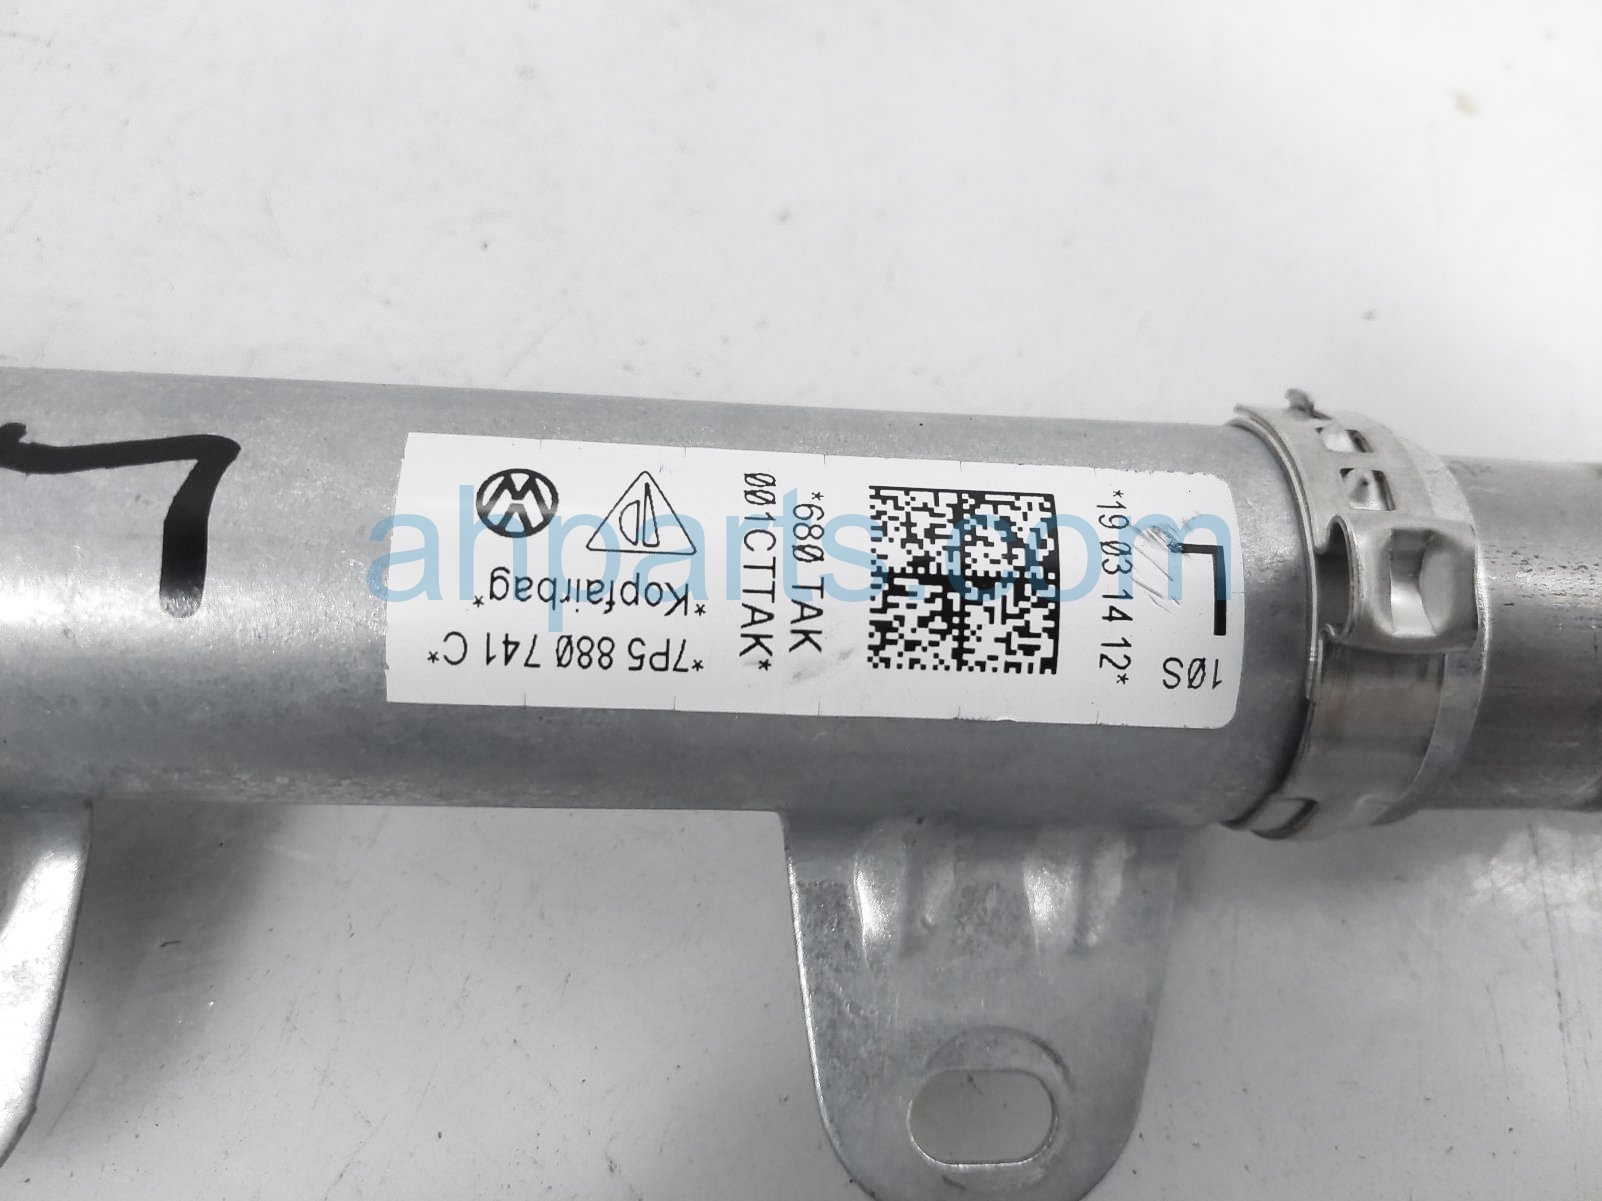 *7P5 880 741 C*
*Kopfairbag*
*680 TAK
001CTTAK*
*19 03 14 12*
10S
L
L
ahparts.com